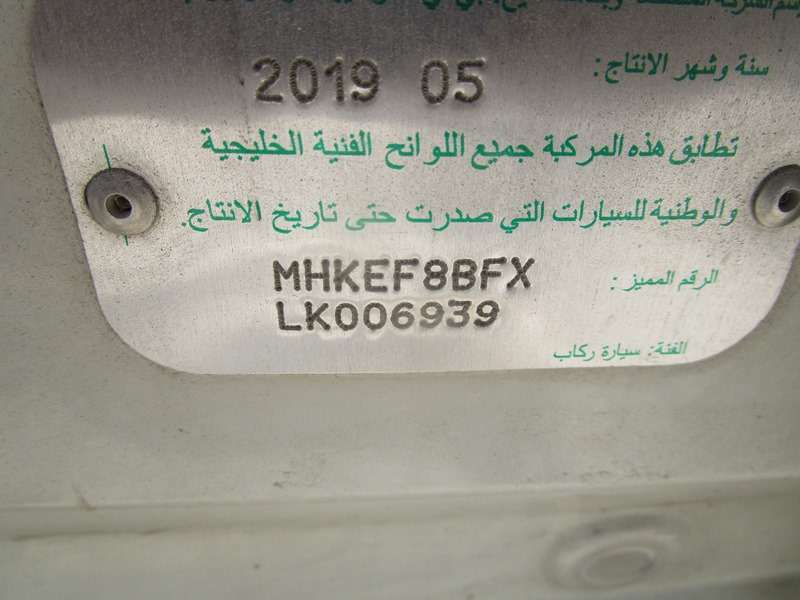 سنة وشهر الانتاج:
2019 05
تطابق هذه المركبة جميع اللوائح الفنية الخليجية
والوطنية للسيارات التي صدرت حتى تاريخ الانتاج.
الرقم المميز :
MHKEF8BFX
LK006939
الفئة: سيارة ركاب